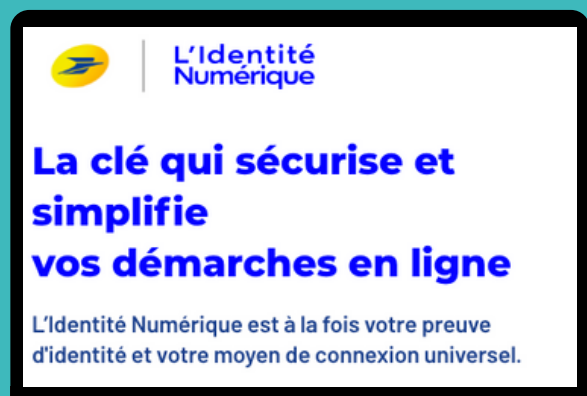 L'Identité
Numérique
La clé qui sécurise et
simplifie
vos démarches en ligne
L'Identité Numérique est à la fois votre preuve
d'identité et votre moyen de connexion universel.